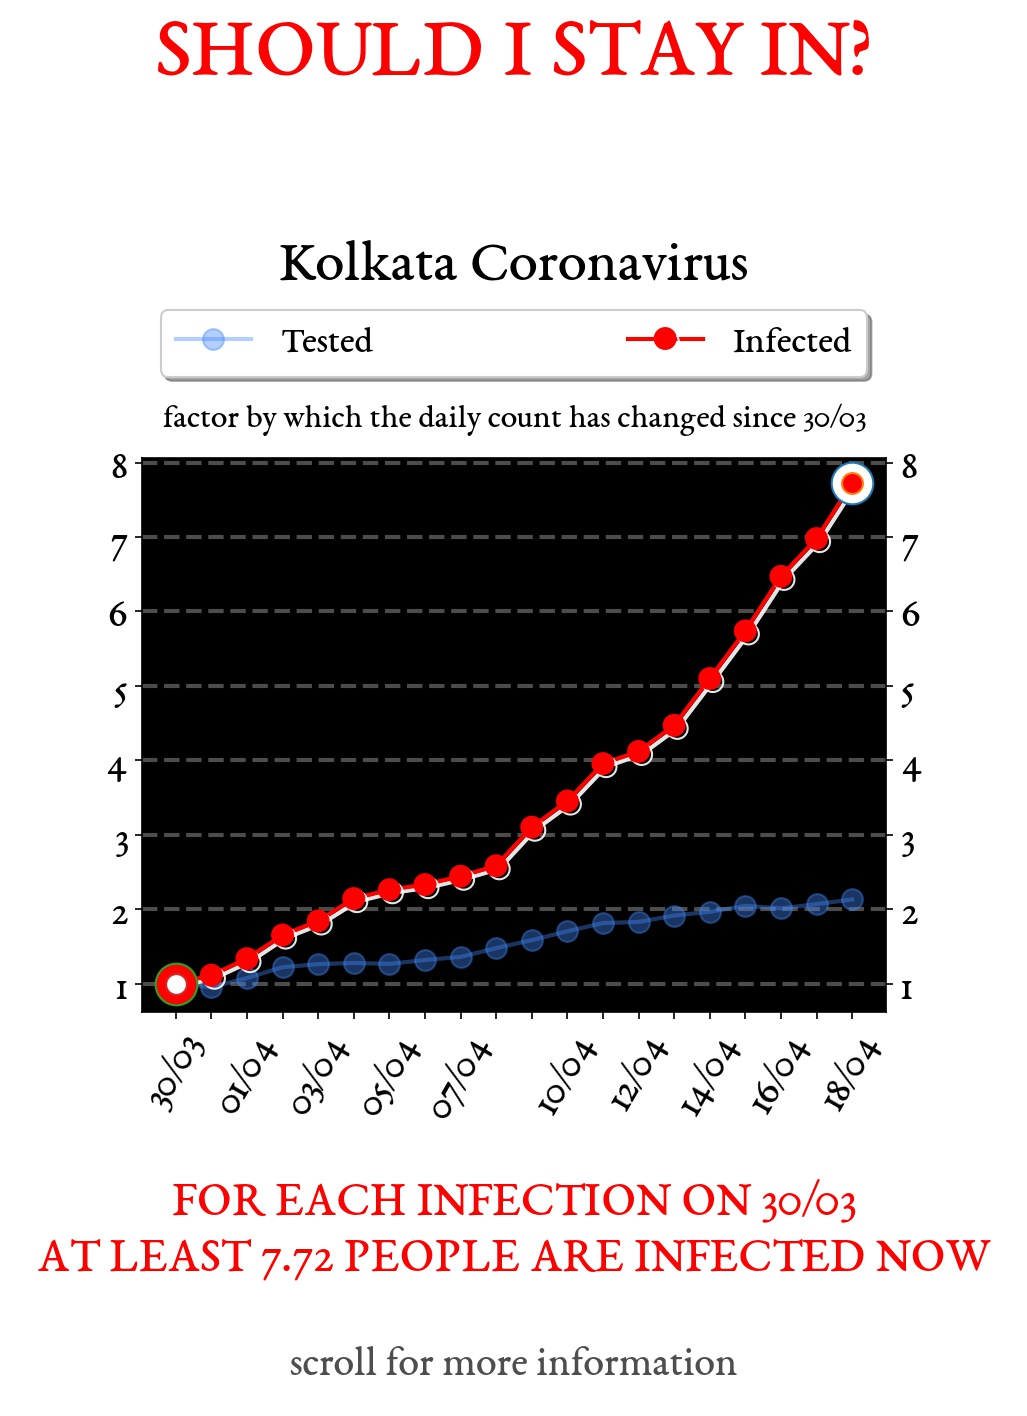 SHOULD I STAY IN?
Kolkata Coronavirus
Tested Infected
factor by which the daily count has changed since 30/03
8 8
7 7
6 6
5 5
4 4
3 3
2 2
1 1
30/03 01/04 03/04 05/04 07/04 10/04 12/04 14/04 16/04 18/04
FOR EACH INFECTION ON 30/03
AT LEAST 7.72 PEOPLE ARE INFECTED NOW
scroll for more information